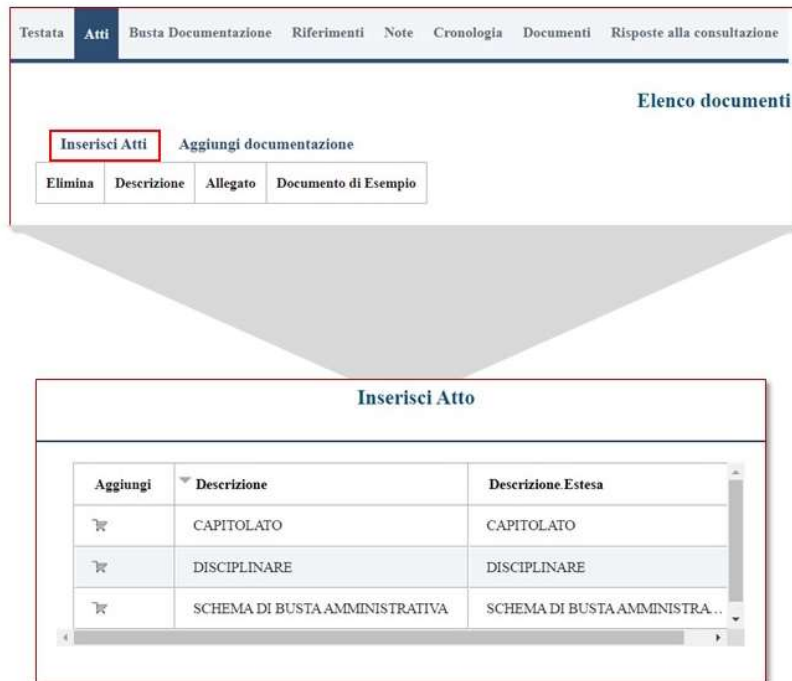 Testata Atti Busta Documentazione Riferimenti Note Cronologia Documenti Risposte alla consultazione
Elenco documenti
Inserisci Atti Aggiungi documentazione
Elimina Descrizione Allegato Documento di Esempio
Inserisci Atto
Aggiungi Descrizione Descrizione Estesa
CAPITOLATO CAPITOLATO
DISCIPLINARE DISCIPLINARE
SCHEMA DI BUSTA AMMINISTRATIVA SCHEMA DI BUSTA AMMINISTRA...